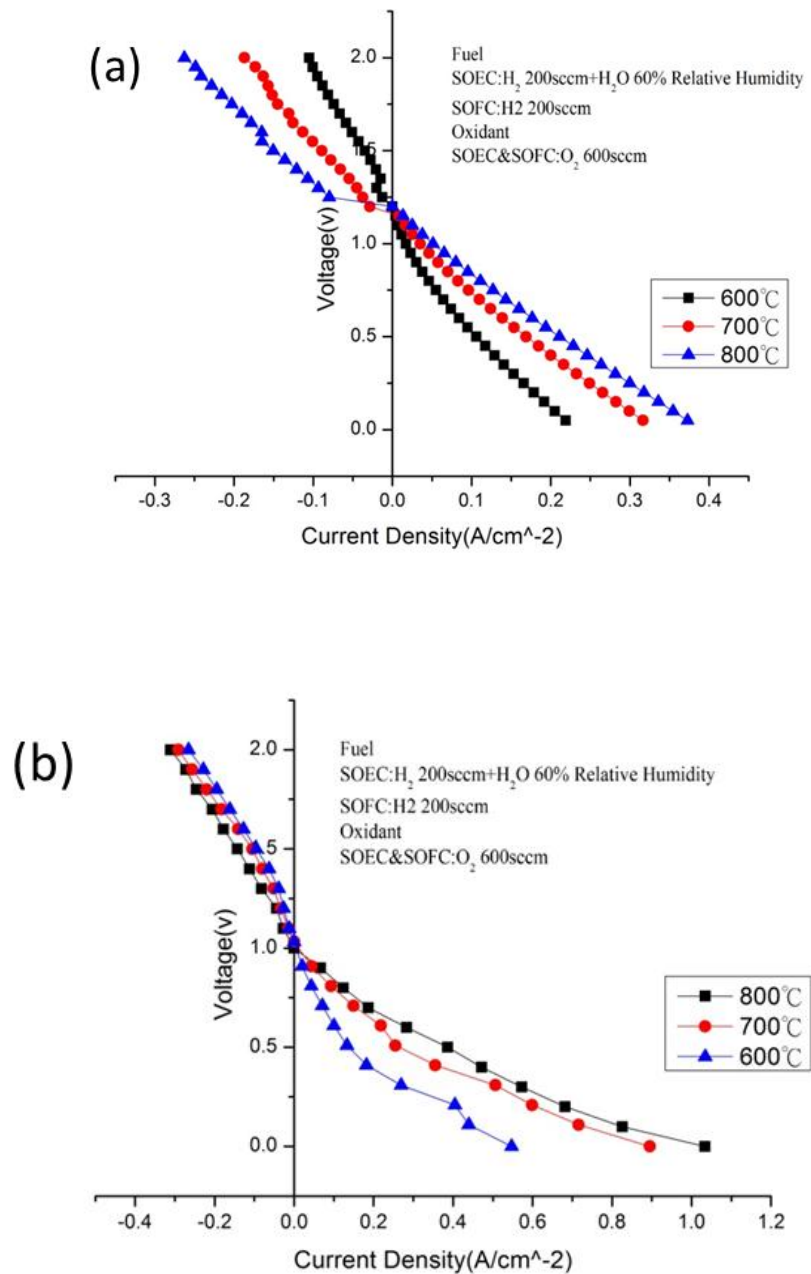 (a)
Fuel
SOEC:H₂ 200sccm+H₂O 60% Relative Humidity
SOFC:H2 200sccm
Oxidant
SOEC&SOFC:O₂ 600sccm
2.0
1.5
1.0
0.5
0.0
Voltage(v)
600℃
700℃
800℃
-0.3 -0.2 -0.1 0.0 0.1 0.2 0.3 0.4
Current Density(A/cm^-2)
(b)
Fuel
SOEC:H₂ 200sccm+H₂O 60% Relative Humidity
SOFC:H2 200sccm
Oxidant
SOEC&SOFC:O₂ 600sccm
2.0
1.5
1.0
0.5
0.0
Voltage(v)
800℃
700℃
600℃
-0.4 -0.2 0.0 0.2 0.4 0.6 0.8 1.0 1.2
Current Density(A/cm^-2)